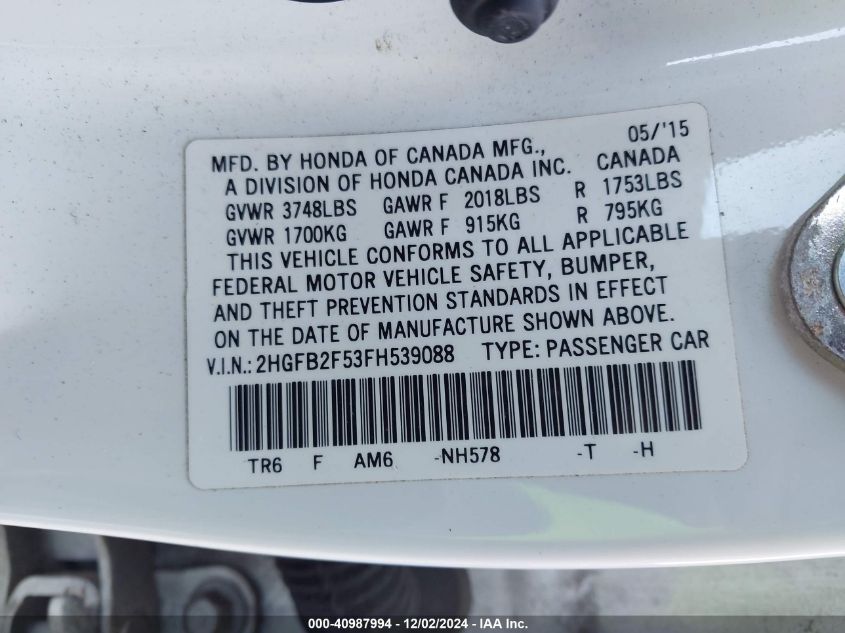 05/'15
MFD. BY HONDA OF CANADA MFG.,
A DIVISION OF HONDA CANADA INC. CANADA
GVWR 3748LBS GAWR F 2018LBS R 1753LBS
GVWR 1700KG GAWR F 915KG R 795KG
THIS VEHICLE CONFORMS TO ALL APPLICABLE
FEDERAL MOTOR VEHICLE SAFETY, BUMPER,
AND THEFT PREVENTION STANDARDS IN EFFECT
ON THE DATE OF MANUFACTURE SHOWN ABOVE.
V.I.N.: 2HGFB2F53FH539088 TYPE: PASSENGER CAR
TR6 F AM6 -NH578 -T -H
000-40987994 - 12/02/2024 - IAA Inc.